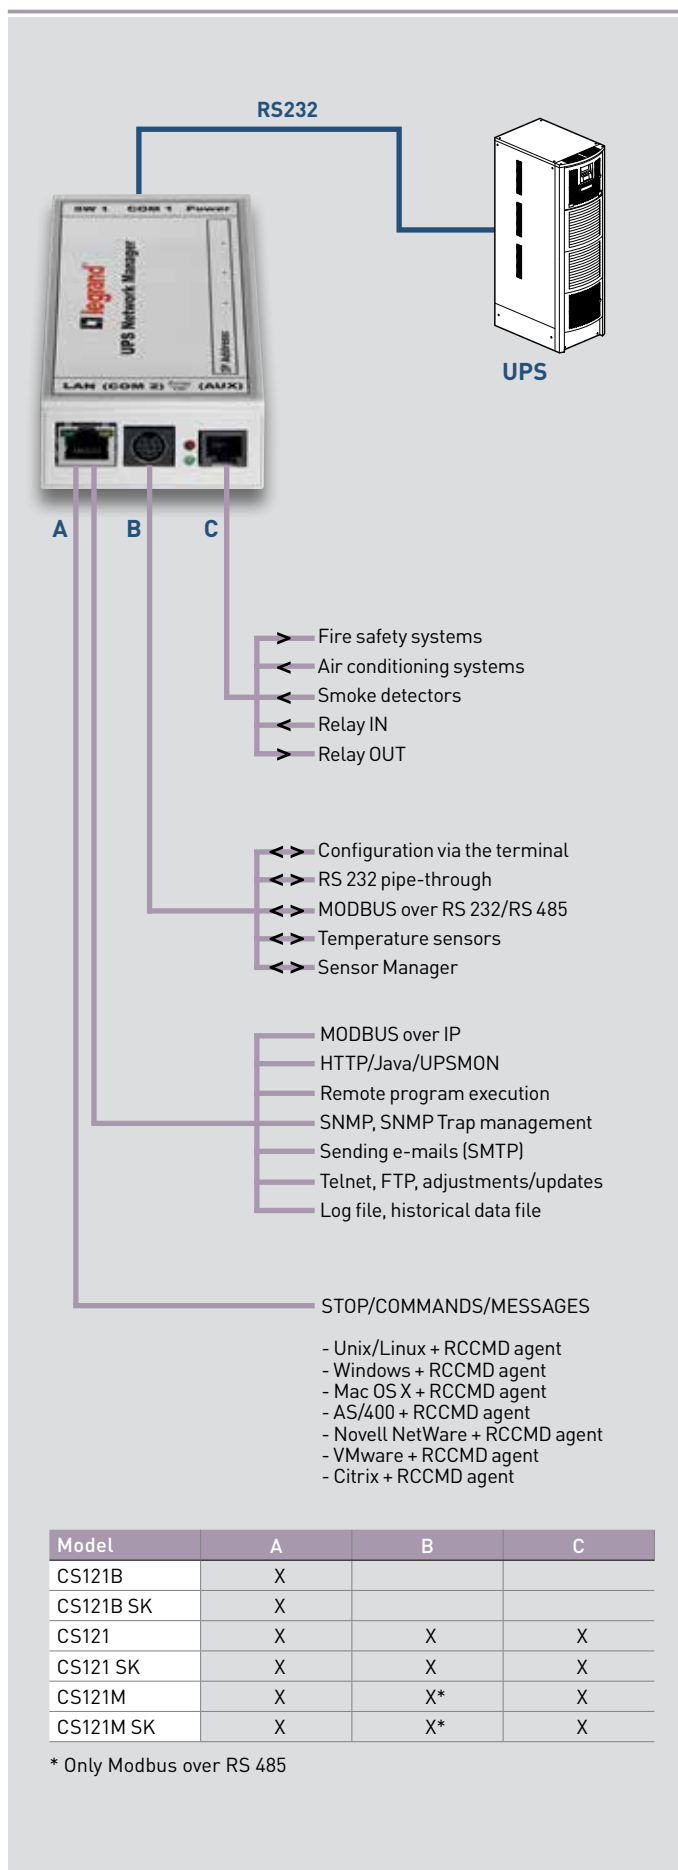 RS232
SW 1 COM 1 Power
legrand
UPS Network Manager
IP Address:
LAN (COM 2) (AUX)
UPS
A B C
> Fire safety systems
< Air conditioning systems
< Smoke detectors
< Relay IN
> Relay OUT
< > Configuration via the terminal
< > RS 232 pipe-through
< > MODBUS over RS 232/RS 485
< > Temperature sensors
< > Sensor Manager
MODBUS over IP
HTTP/Java/UPSMON
Remote program execution
SNMP, SNMP Trap management
Sending e-mails (SMTP)
Telnet, FTP, adjustments/updates
Log file, historical data file
STOP/COMMANDS/MESSAGES
- Unix/Linux + RCCMD agent
- Windows + RCCMD agent
- Mac OS X + RCCMD agent
- AS/400 + RCCMD agent
- Novell NetWare + RCCMD agent
- VMware + RCCMD agent
- Citrix + RCCMD agent
Model A B C
CS121B X
CS121B SK X
CS121 X X X
CS121 SK X X X
CS121M X X* X
CS121M SK X X* X
* Only Modbus over RS 485